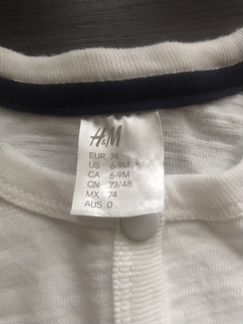 H&M
EUR 74
US 6-9M
CA 6-9M
CN 73/48
MX 74
AUS 0